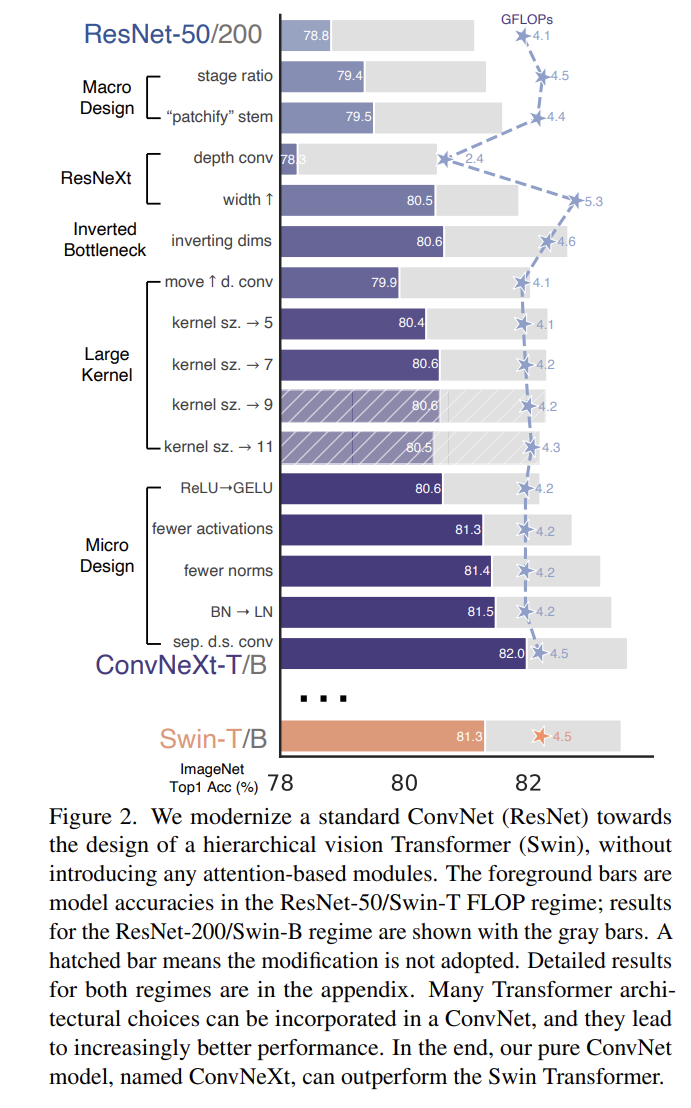 GFLOPs
ResNet-50/200 78.8 4.1
Macro Design
stage ratio 79.4 4.5
"patchify" stem 79.5 4.4
ResNeXt
depth conv 78.3 2.4
width ↑ 80.5 5.3
Inverted Bottleneck
inverting dims 80.6 4.6
Large Kernel
move ↑ d. conv 79.9 4.1
kernel sz. → 5 80.4 4.1
kernel sz. → 7 80.6 4.2
kernel sz. → 9 80.6 4.2
kernel sz. → 11 80.5 4.3
Micro Design
ReLU→GELU 80.6 4.2
fewer activations 81.3 4.2
fewer norms 81.4 4.2
BN → LN 81.5 4.2
sep. d.s. conv 82.0 4.5
ConvNeXt-T/B
. . .
Swin-T/B 81.3 4.5
ImageNet Top1 Acc (%) 78 80 82
Figure 2. We modernize a standard ConvNet (ResNet) towards
the design of a hierarchical vision Transformer (Swin), without
introducing any attention-based modules. The foreground bars are
model accuracies in the ResNet-50/Swin-T FLOP regime; results
for the ResNet-200/Swin-B regime are shown with the gray bars. A
hatched bar means the modification is not adopted. Detailed results
for both regimes are in the appendix. Many Transformer archi-
tectural choices can be incorporated in a ConvNet, and they lead
to increasingly better performance. In the end, our pure ConvNet
model, named ConvNeXt, can outperform the Swin Transformer.